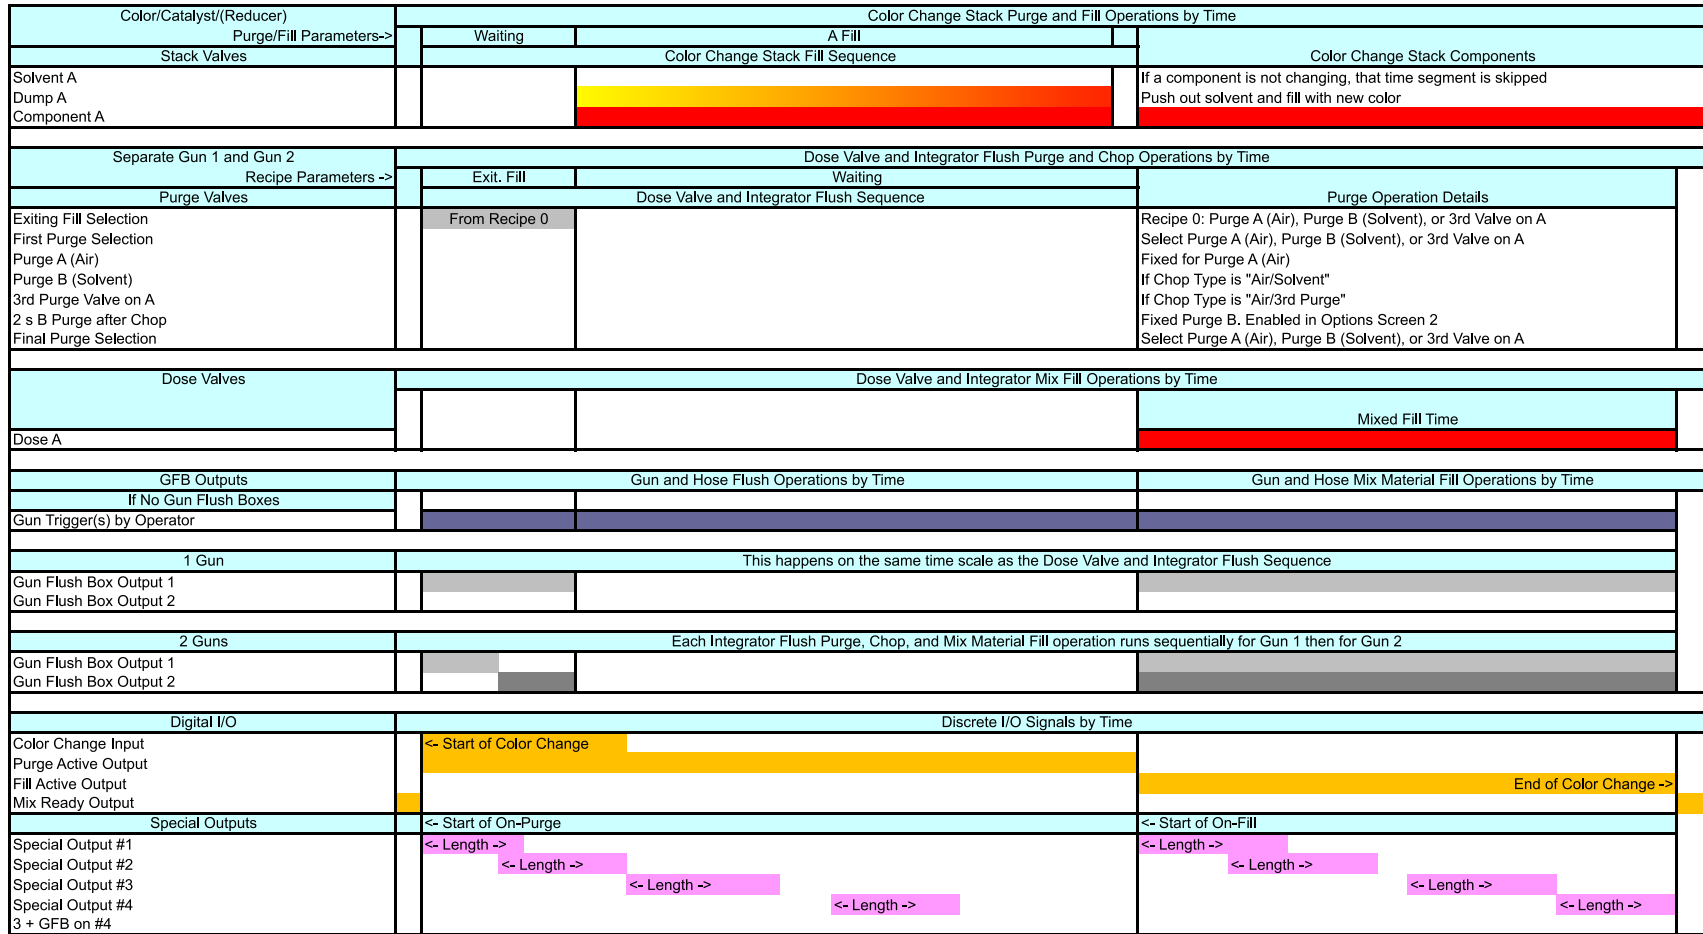 Color/Catalyst/(Reducer) Color Change Stack Purge and Fill Operations by Time
Purge/Fill Parameters-> Waiting A Fill
Stack Valves Color Change Stack Fill Sequence Color Change Stack Components
Solvent A If a component is not changing, that time segment is skipped
Dump A Push out solvent and fill with new color
Component A
Separate Gun 1 and Gun 2 Dose Valve and Integrator Flush Purge and Chop Operations by Time
Recipe Parameters -> Exit. Fill Waiting
Purge Valves Dose Valve and Integrator Flush Sequence Purge Operation Details
Exiting Fill Selection From Recipe 0 Recipe 0: Purge A (Air), Purge B (Solvent), or 3rd Valve on A
First Purge Selection Select Purge A (Air), Purge B (Solvent), or 3rd Valve on A
Purge A (Air) Fixed for Purge A (Air)
Purge B (Solvent) If Chop Type is "Air/Solvent"
3rd Purge Valve on A If Chop Type is "Air/3rd Purge"
2 s B Purge after Chop Fixed Purge B. Enabled in Options Screen 2
Final Purge Selection Select Purge A (Air), Purge B (Solvent), or 3rd Valve on A
Dose Valves Dose Valve and Integrator Mix Fill Operations by Time
Mixed Fill Time
Dose A
GFB Outputs Gun and Hose Flush Operations by Time Gun and Hose Mix Material Fill Operations by Time
If No Gun Flush Boxes
Gun Trigger(s) by Operator
1 Gun This happens on the same time scale as the Dose Valve and Integrator Flush Sequence
Gun Flush Box Output 1
Gun Flush Box Output 2
2 Guns Each Integrator Flush Purge, Chop, and Mix Material Fill operation runs sequentially for Gun 1 then for Gun 2
Gun Flush Box Output 1
Gun Flush Box Output 2
Digital I/O Discrete I/O Signals by Time
Color Change Input <- Start of Color Change
Purge Active Output
Fill Active Output End of Color Change ->
Mix Ready Output
Special Outputs <- Start of On-Purge <- Start of On-Fill
Special Output #1 <- Length -> <- Length ->
Special Output #2 <- Length -> <- Length ->
Special Output #3 <- Length -> <- Length ->
Special Output #4 <- Length -> <- Length ->
3 + GFB on #4